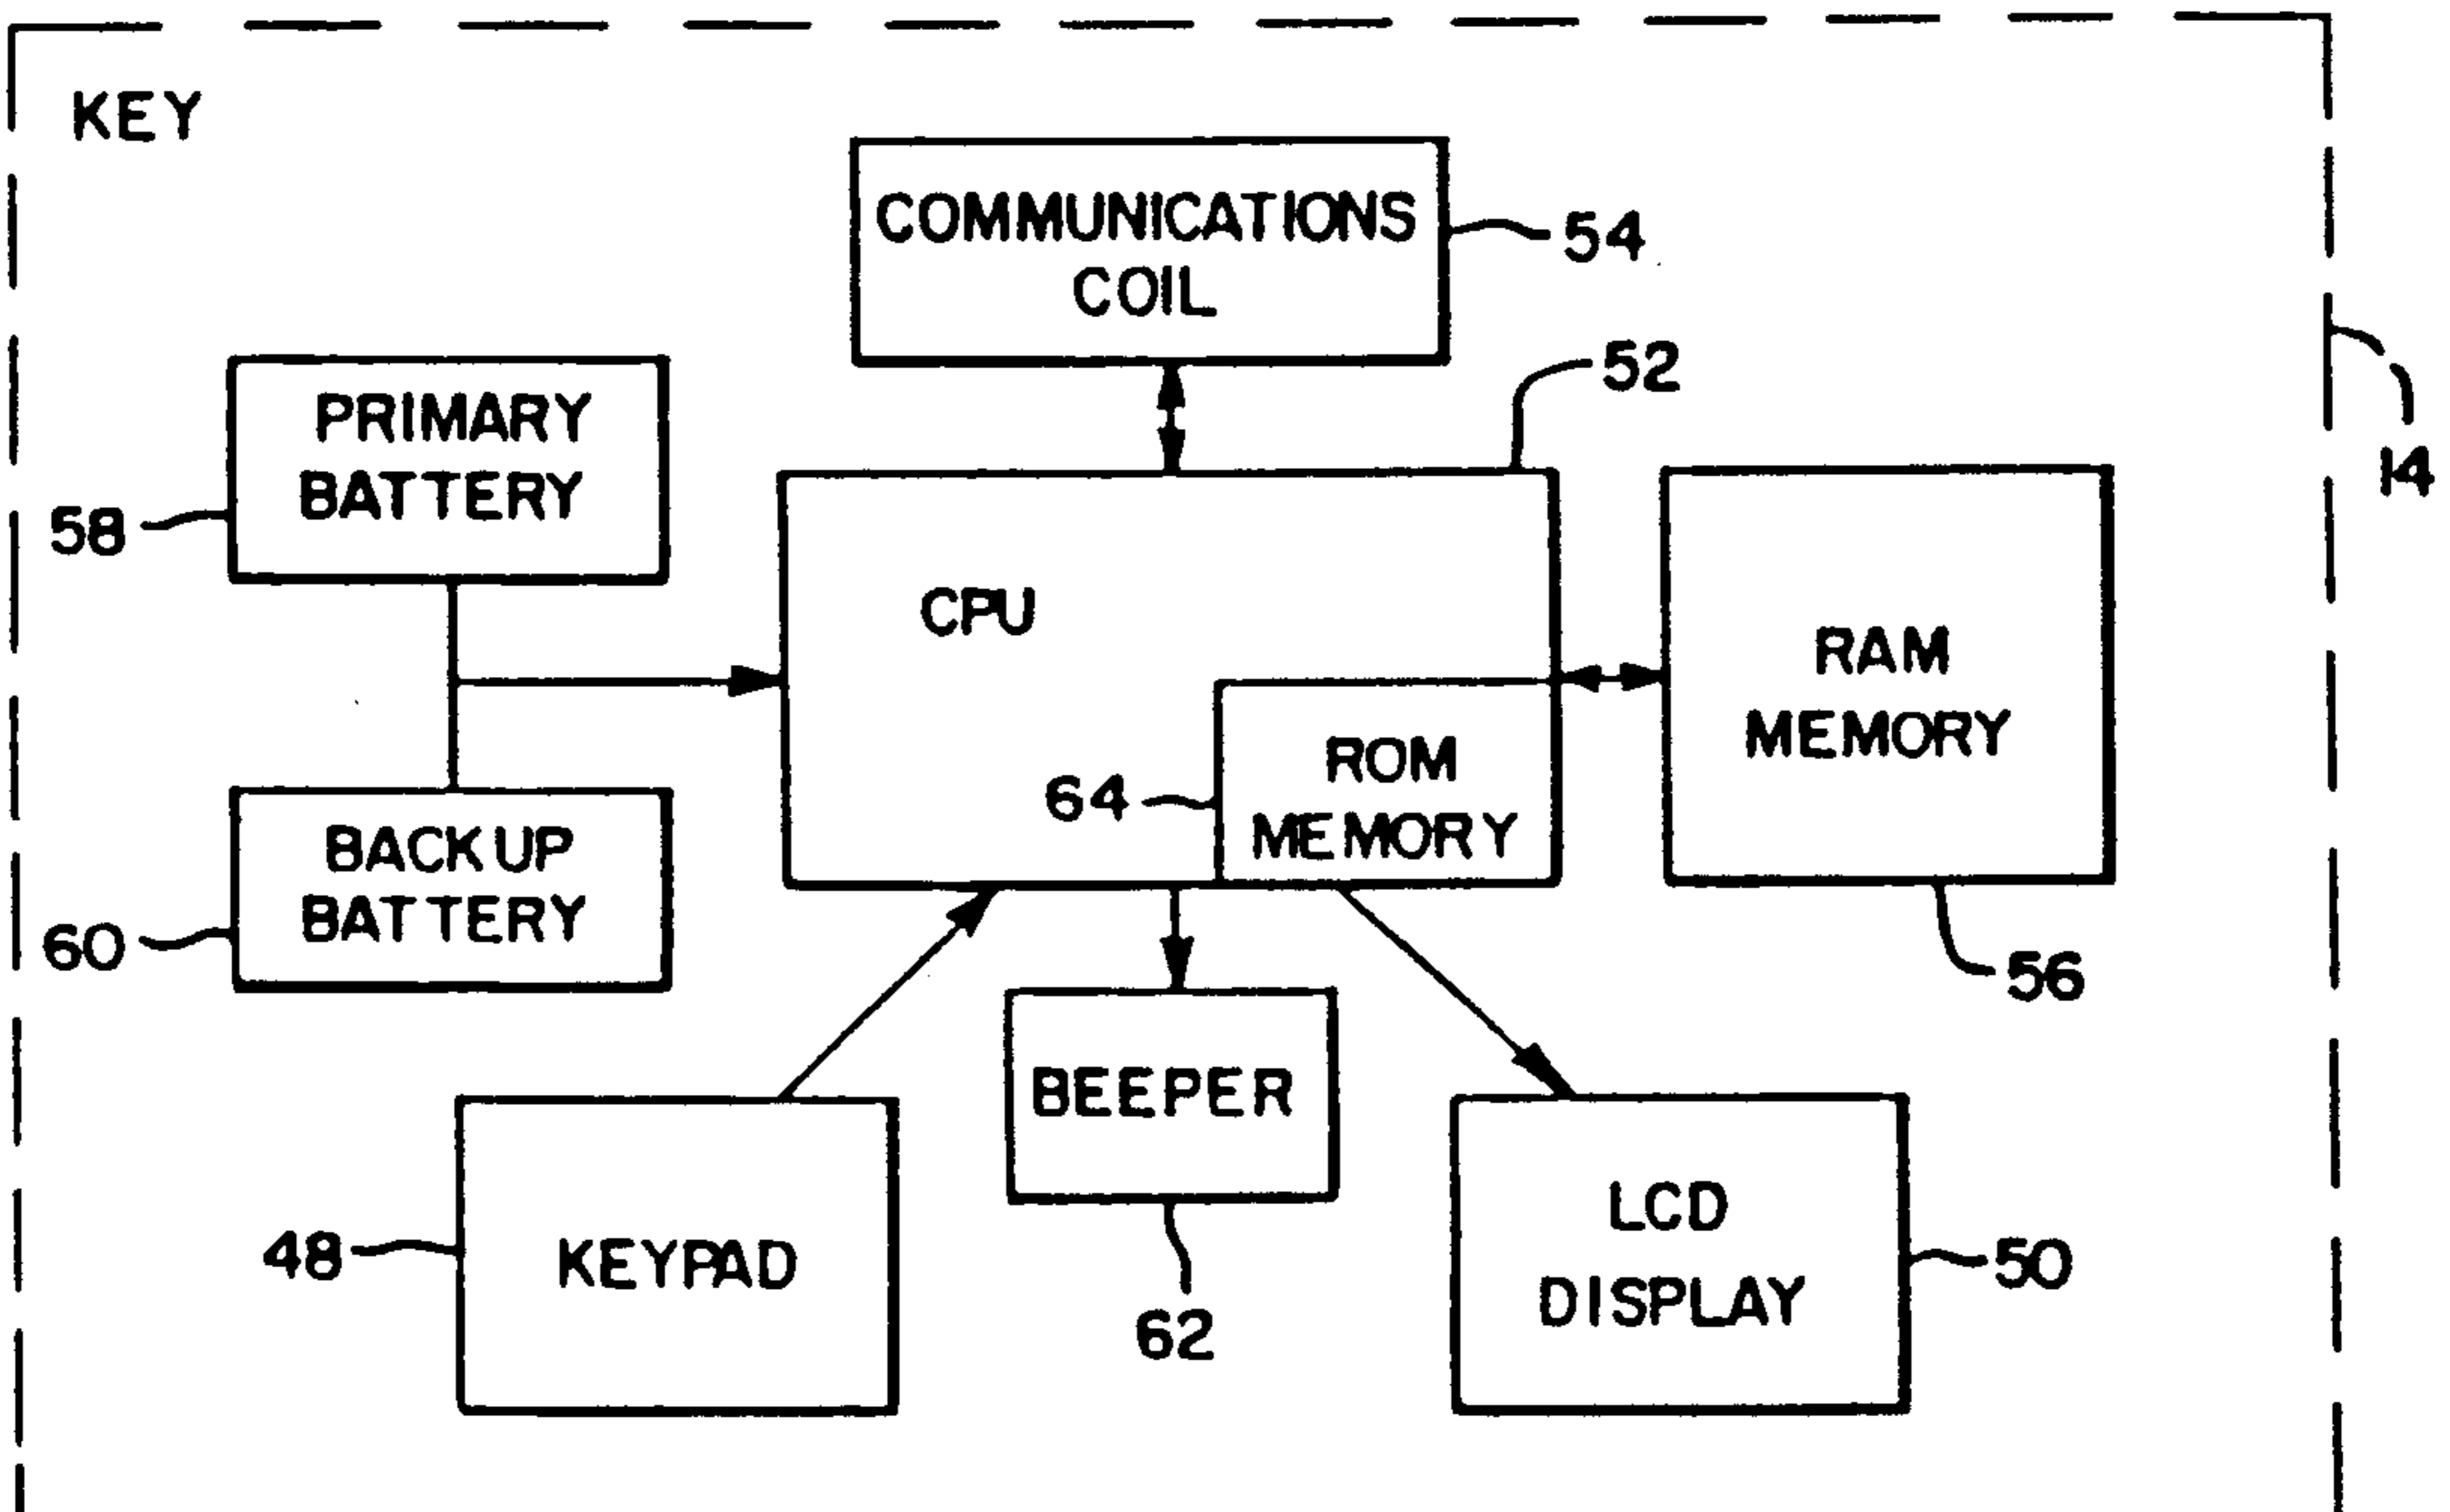 KEY
COMMUNICATIONS
COIL
54
52
PRIMARY
BATTERY
58
14
CPU
RAM
MEMORY
ROM
MEMORY
64
BACKUP
BATTERY
60
56
BEEPER
62
KEYPAD
48
LCD
DISPLAY
50